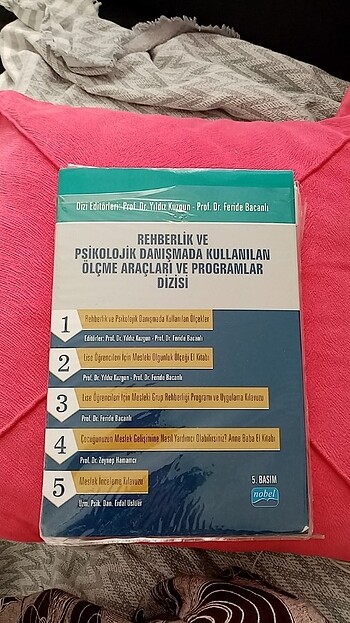 Dizi Editörleri: Prof. Dr. Yıldız Kuzgun - Prof. Dr. Feride Bacanlı
REHBERLİK VE
PSİKOLOJİK DANIŞMADA KULLANILAN
ÖLÇME ARAÇLARI VE PROGRAMLAR
DİZİSİ
1 Rehberlik ve Psikolojik Danışmada Kullanılan Ölçekler
Editörler: Prof. Dr. Yıldız Kuzgun - Prof. Dr. Feride Bacanlı
2 Lise Öğrencileri İçin Mesleki Olgunluk Ölçeği El Kitabı
Prof. Dr. Yıldız Kuzgun - Prof. Dr. Feride Bacanlı
3 Lise Öğrencileri İçin Mesleki Grup Rehberliği Programı ve Uygulama Kılavuzu
Prof. Dr. Feride Bacanlı
4 Çocuğunuzun Meslek Gelişimine Nasıl Yardımcı Olabilirsiniz? Anne Baba El Kitabı
Prof. Dr. Zeynep Hamamcı
5 Meslek İnceleme Kılavuzu
Uzm. Psik. Dan. Erdal Üsküer
5. BASIM
nobel